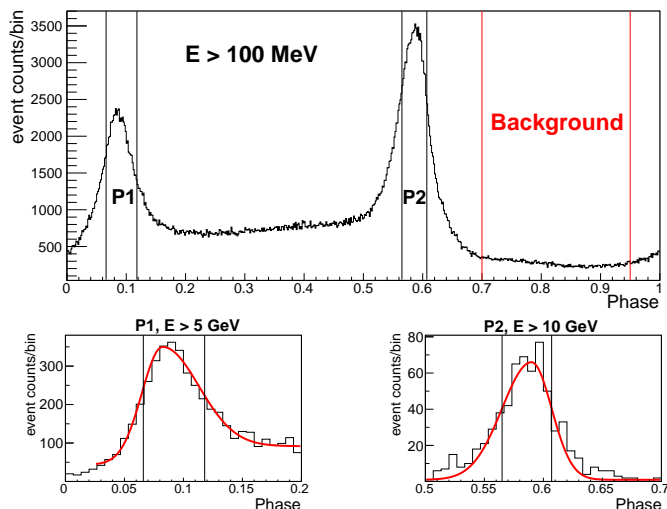 event counts/bin
3500
3000
2500
2000
1500
1000
500
E > 100 MeV
Background
P1
P2
0 0.1 0.2 0.3 0.4 0.5 0.6 0.7 0.8 0.9 1
Phase
P1, E > 5 GeV
event counts/bin
300
200
100
0 0.05 0.1 0.15 0.2
Phase
P2, E > 10 GeV
event counts/bin
80
60
40
20
0
0.5 0.55 0.6 0.65 0.7
Phase